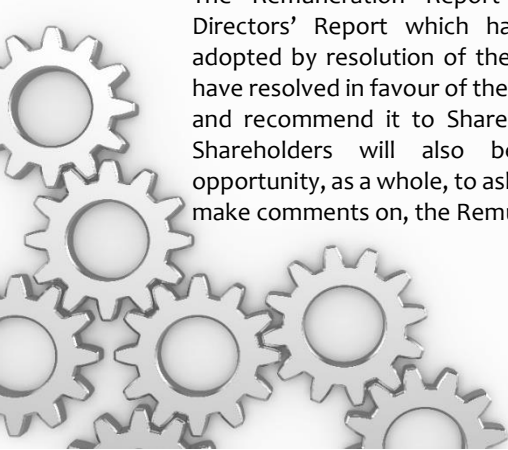 The Remuneration Report
Directors’ Report which ha
adopted by resolution of the
have resolved in favour of the
and recommend it to Share
Shareholders will also be
opportunity, as a whole, to ask
make comments on, the Remu